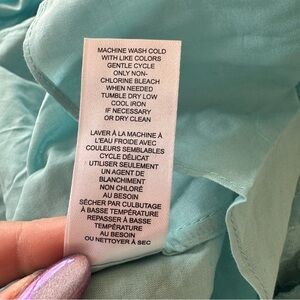 MACHINE WASH COLD
WITH LIKE COLORS
GENTLE CYCLE
ONLY NON-
CHLORINE BLEACH
WHEN NEEDED
TUMBLE DRY LOW
COOL IRON
IF NECESSARY
OR DRY CLEAN
LAVER À LA MACHINE À
L'EAU FROIDE AVEC
COULEURS SEMBLABLES
CYCLE DÉLICAT
UTILISER SEULEMENT
UN AGENT DE
BLANCHIMENT
NON CHLORÉ
AU BESOIN
SÉCHER PAR CULBUTAGE
À BASSE TEMPÉRATURE
REPASSER À BASSE
TEMPÉRATURE
AU BESOIN
OU NETTOYER À SEC